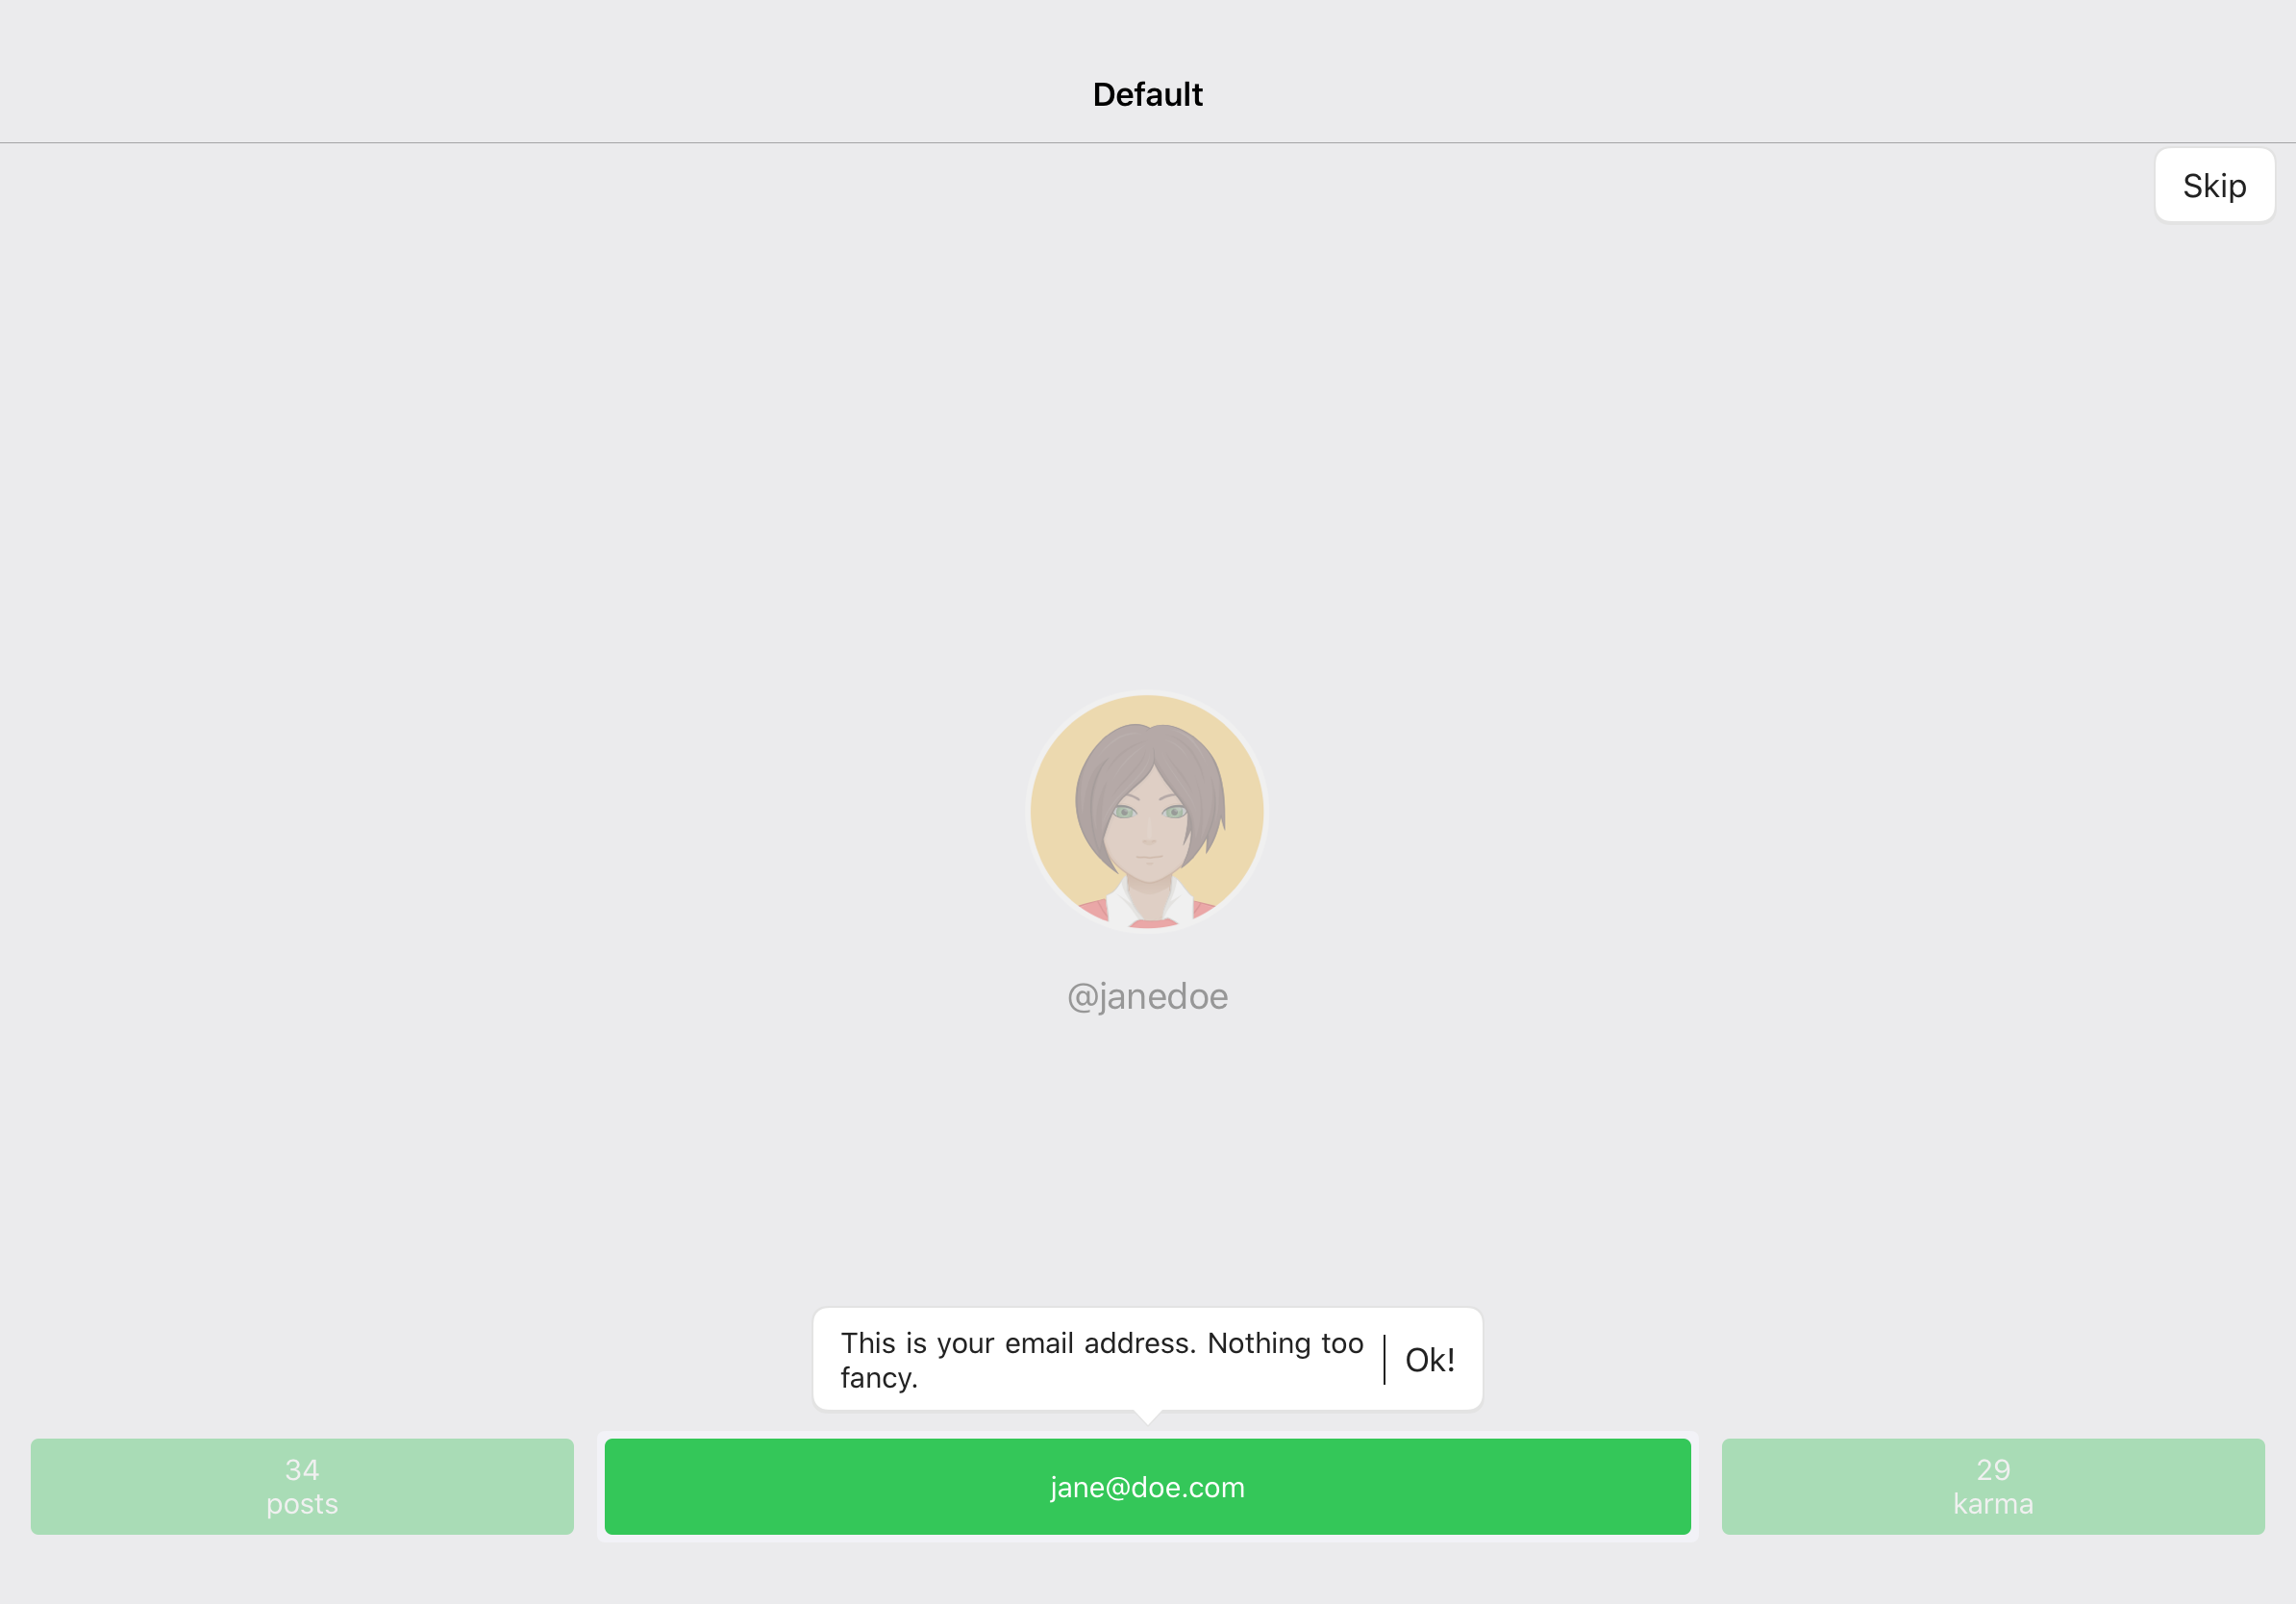 Default
Skip
@janedoe
This is your email address. Nothing too
fancy.
Ok!
34
posts
jane@doe.com
29
karma